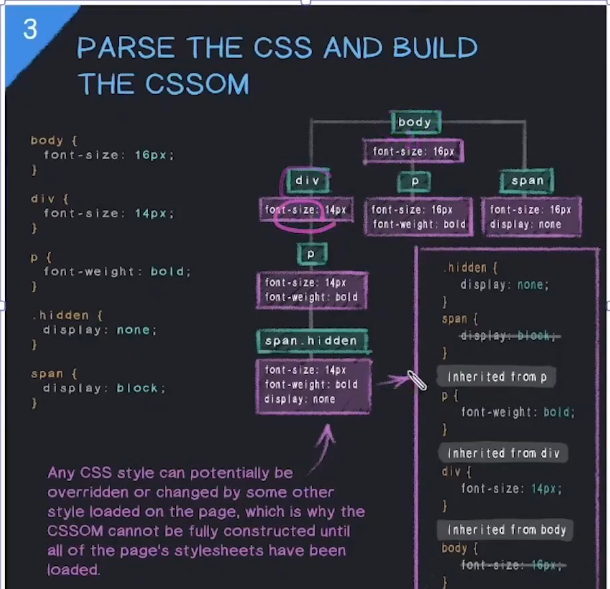 3
PARSE THE CSS AND BUILD
THE CSSOM
body {
font-size: 16px;
}
div {
font-size: 14px;
}
p {
font-weight: bold;
}
.hidden {
display: none;
}
span {
display: block;
}
body
font-size: 16px
div
font-size: 14px
p
font-size: 16px
font-weight: bold
span
font-size: 16px
display: none
p
font-size: 14px
font-weight: bold
span.hidden
font-size: 14px
font-weight: bold
display: none
.hidden {
display: none;
}
span {
display: block;
}
Inherited from p
p {
font-weight: bold;
}
Inherited from div
div {
font-size: 14px;
}
Inherited from body
body {
font-size: 16px;
}
Any CSS style can potentially be
overridden or changed by some other
style loaded on the page, which is why the
CSSOM cannot be fully constructed until
all of the page's stylesheets have been
loaded.